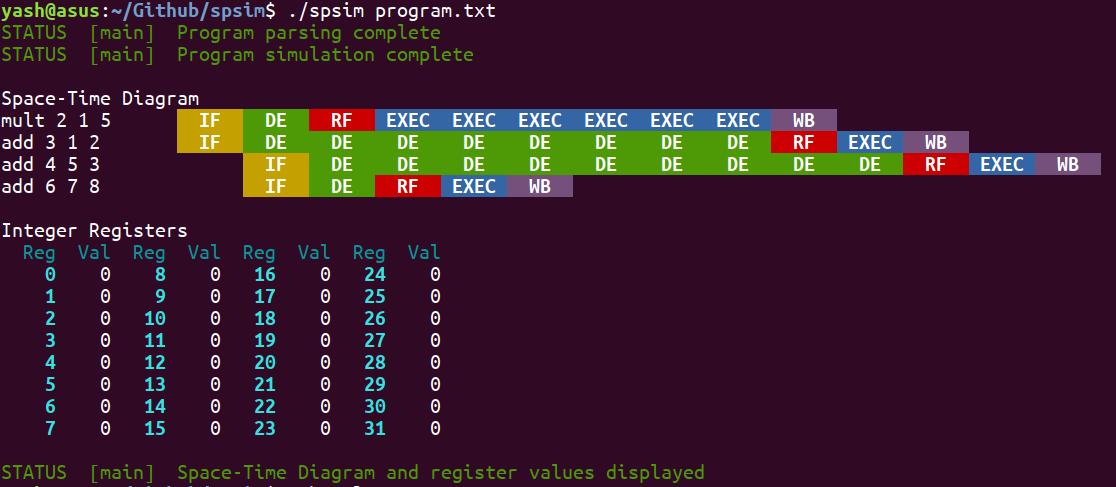 yash@asus:~/Github/spsim$ ./spsim program.txt
STATUS [main] Program parsing complete
STATUS [main] Program simulation complete
Space-Time Diagram
mult 2 1 5 IF DE RF EXEC EXEC EXEC EXEC EXEC EXEC WB
add 3 1 2 IF DE DE DE DE DE DE DE DE RF EXEC WB
add 4 5 3 IF DE DE DE DE DE DE DE DE DE RF EXEC WB
add 6 7 8 IF DE RF EXEC WB
Integer Registers
Reg Val Reg Val Reg Val Reg Val
0 0 8 0 16 0 24 0
1 0 9 0 17 0 25 0
2 0 10 0 18 0 26 0
3 0 11 0 19 0 27 0
4 0 12 0 20 0 28 0
5 0 13 0 21 0 29 0
6 0 14 0 22 0 30 0
7 0 15 0 23 0 31 0
STATUS [main] Space-Time Diagram and register values displayed